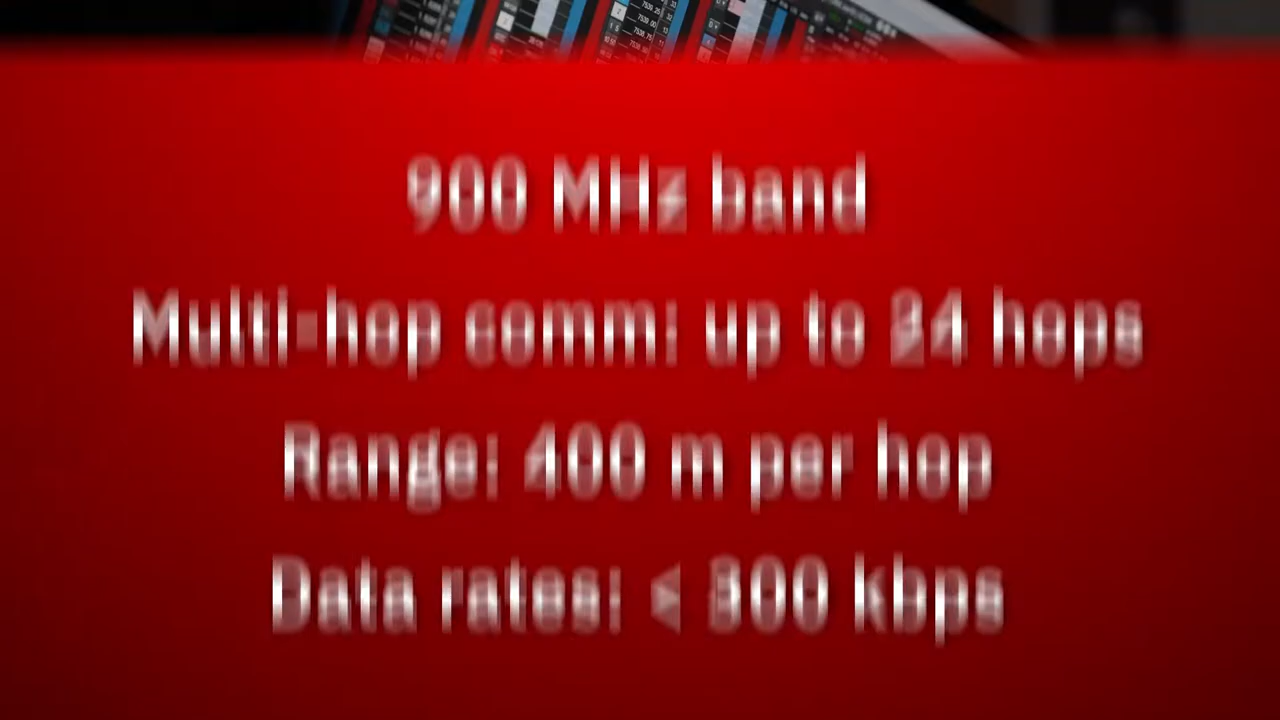 900 MHz band
Multi-hop comm: up to 24 hops
Range: 400 m per hop
Data rates: < 300 kbps